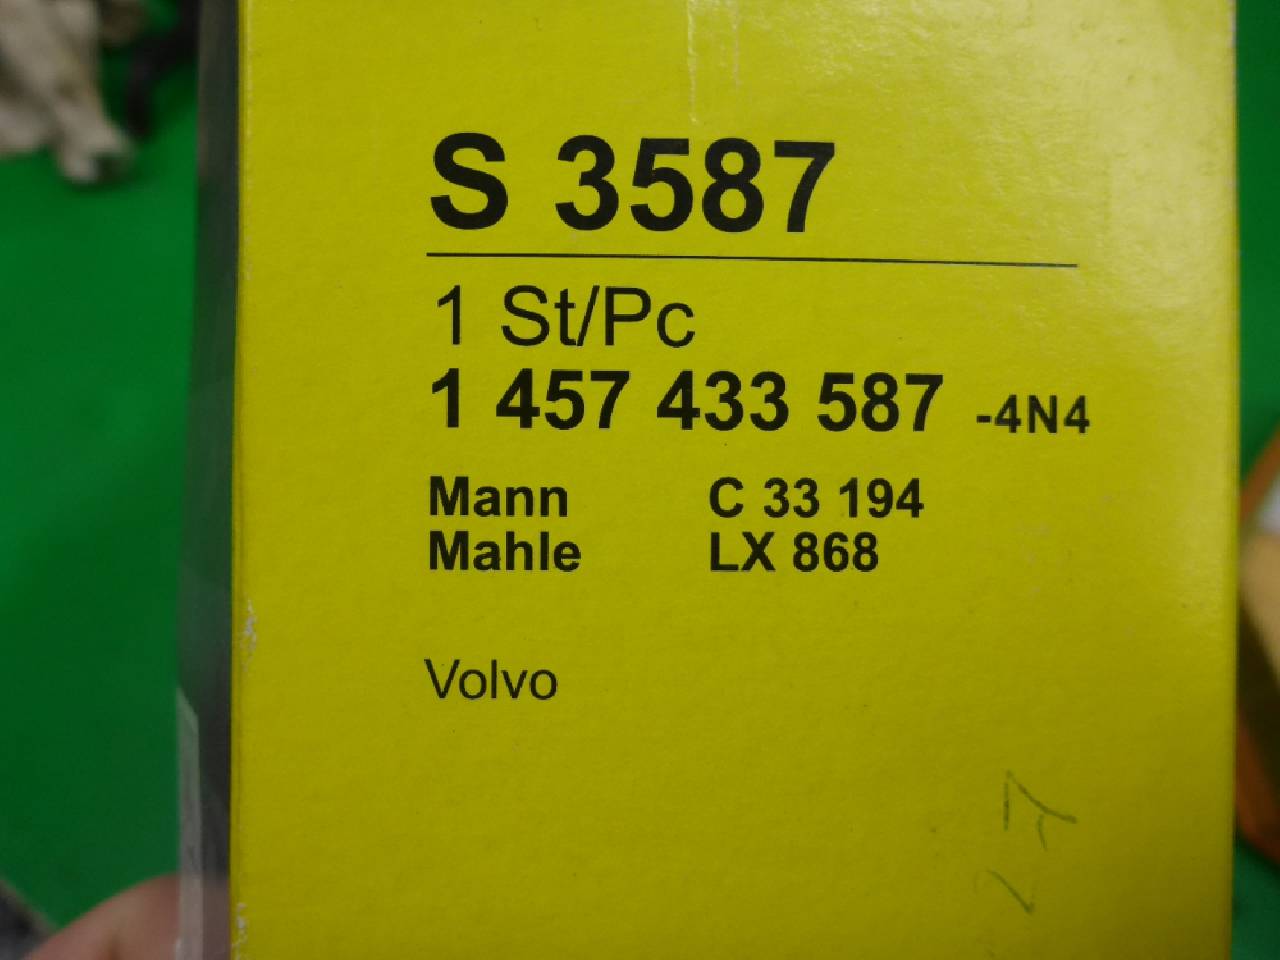 S 3587
1 St/Pc
1 457 433 587 -4N4
Mann C 33 194
Mahle LX 868
Volvo